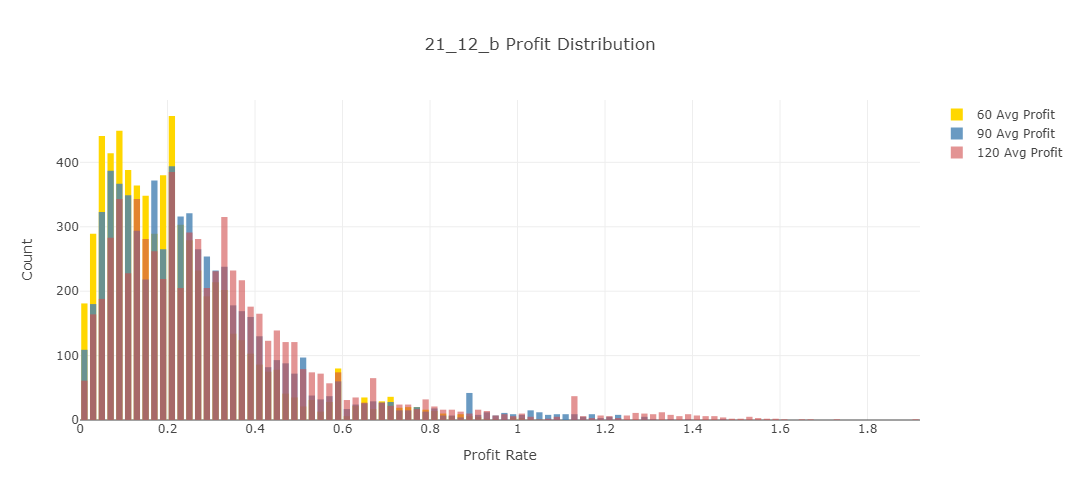 21_12_b Profit Distribution
60 Avg Profit
90 Avg Profit
120 Avg Profit
Count
400
300
200
100
0
0 0.2 0.4 0.6 0.8 1 1.2 1.4 1.6 1.8
Profit Rate